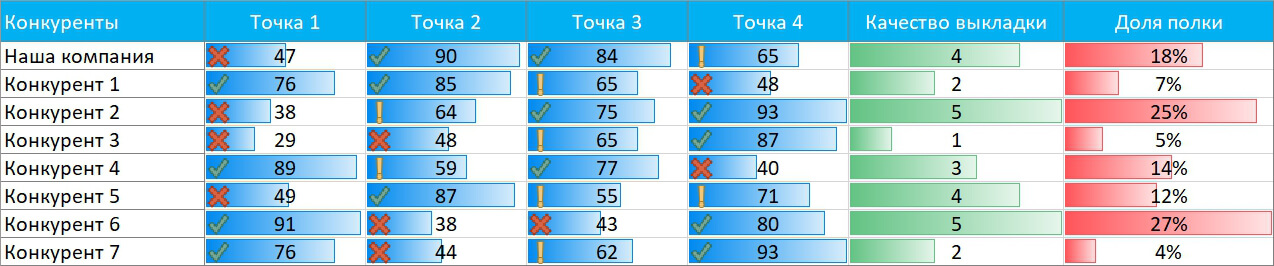 Конкуренты Точка 1 Точка 2 Точка 3 Точка 4 Качество выкладки Доля полки
Наша компания 47 90 84 65 4 18%
Конкурент 1 76 85 65 48 2 7%
Конкурент 2 38 64 75 93 5 25%
Конкурент 3 29 48 65 87 1 5%
Конкурент 4 89 59 77 40 3 14%
Конкурент 5 49 87 55 71 4 12%
Конкурент 6 91 38 43 80 5 27%
Конкурент 7 76 44 62 93 2 4%